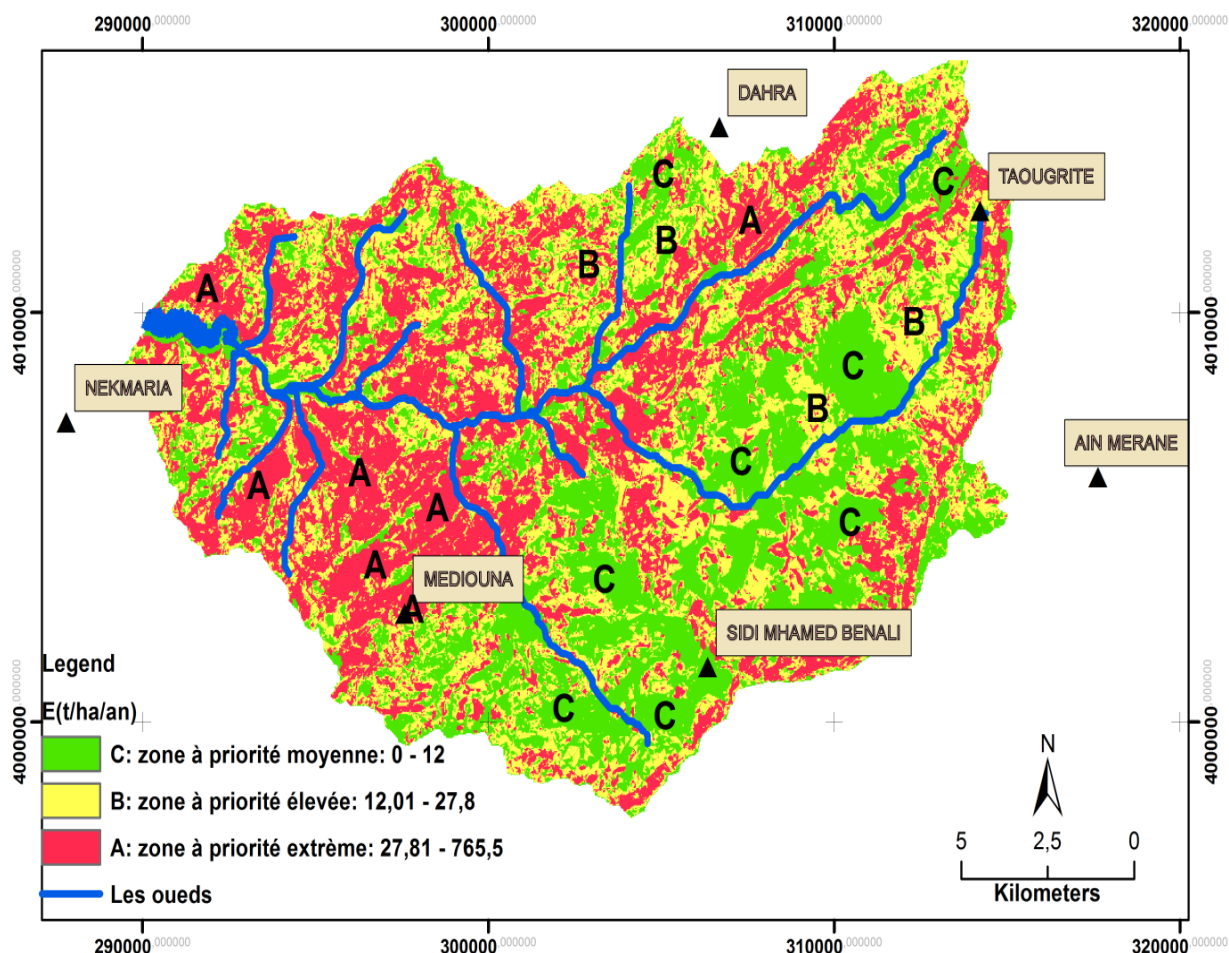 290000,000000 300000,000000 310000,000000 320000,000000
DAHRA
C
C
TAOUGRITE
A
B
B
A
4010000,000000
4010000,000000
B
C
NEKMARIA
B
AIN MERANE
C
A
A
A
C
A
MEDIOUNA
C
A
SIDI MHAMED BENALI
Legend
E(t/ha/an)
C
C
4000000,000000
4000000,000000
N
C: zone à priorité moyenne: 0 - 12
B: zone à priorité élevée: 12,01 - 27,8
A: zone à priorité extrème: 27,81 - 765,5
5 2,5 0
Kilometers
Les oueds
290000,000000 300000,000000 310000,000000 320000,000000